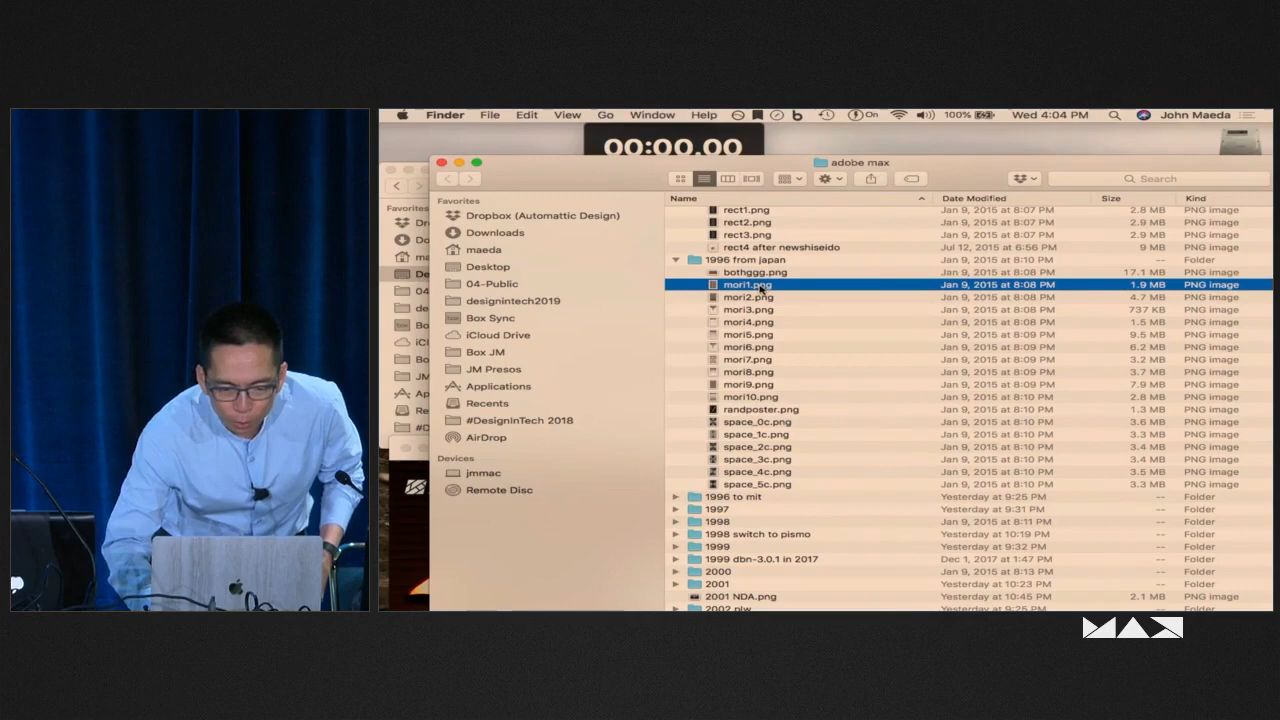 Finder File Edit View Go Window Help On 100% Wed 4:04 PM John Maeda
00:00.00
adobe max
Search
Favorites
Favorites
Name Date Modified Size Kind
Dropbox (Automattic Design)
Downloads
maeda
Desktop
04-Public
designintech2019
Box Sync
iCloud Drive
Box JM
JM Presos
Applications
Recents
#DesignInTech 2018
AirDrop
Devices
jmmac
Remote Disc
rect1.png Jan 9, 2015 at 8:07 PM 2.8 MB PNG image
rect2.png Jan 9, 2015 at 8:07 PM 2.9 MB PNG image
rect3.png Jan 9, 2015 at 8:07 PM 2.9 MB PNG image
rect4 after newshiseido Jul 12, 2015 at 6:56 PM 9 MB PNG image
1996 from japan Jan 9, 2015 at 8:10 PM -- Folder
bothggg.png Jan 9, 2015 at 8:08 PM 17.1 MB PNG image
mori1.png Jan 9, 2015 at 8:08 PM 1.9 MB PNG image
mori2.png Jan 9, 2015 at 8:08 PM 4.7 MB PNG image
mori3.png Jan 9, 2015 at 8:08 PM 737 KB PNG image
mori4.png Jan 9, 2015 at 8:08 PM 1.5 MB PNG image
mori5.png Jan 9, 2015 at 8:09 PM 9.5 MB PNG image
mori6.png Jan 9, 2015 at 8:09 PM 6.2 MB PNG image
mori7.png Jan 9, 2015 at 8:09 PM 3.2 MB PNG image
mori8.png Jan 9, 2015 at 8:09 PM 3.7 MB PNG image
mori9.png Jan 9, 2015 at 8:09 PM 7.9 MB PNG image
mori10.png Jan 9, 2015 at 8:10 PM 2.8 MB PNG image
randposter.png Jan 9, 2015 at 8:10 PM 1.3 MB PNG image
space_0c.png Jan 9, 2015 at 8:10 PM 3.6 MB PNG image
space_1c.png Jan 9, 2015 at 8:10 PM 3.3 MB PNG image
space_2c.png Jan 9, 2015 at 8:10 PM 3.4 MB PNG image
space_3c.png Jan 9, 2015 at 8:10 PM 3.4 MB PNG image
space_4c.png Jan 9, 2015 at 8:10 PM 3.5 MB PNG image
space_5c.png Jan 9, 2015 at 8:10 PM 3.3 MB PNG image
1996 to mit Yesterday at 9:25 PM -- Folder
1997 Yesterday at 9:31 PM -- Folder
1998 Jan 9, 2015 at 8:11 PM -- Folder
1998 switch to pismo Yesterday at 10:19 PM -- Folder
1999 Yesterday at 9:32 PM -- Folder
1999 dbn-3.0.1 in 2017 Dec 1, 2017 at 1:47 PM -- Folder
2000 Jan 9, 2015 at 8:13 PM -- Folder
2001 Yesterday at 10:23 PM -- Folder
2001 NDA.png Yesterday at 10:45 PM 2.1 MB PNG image
2002 plw Yesterday at 9:25 PM -- Folder
MAX